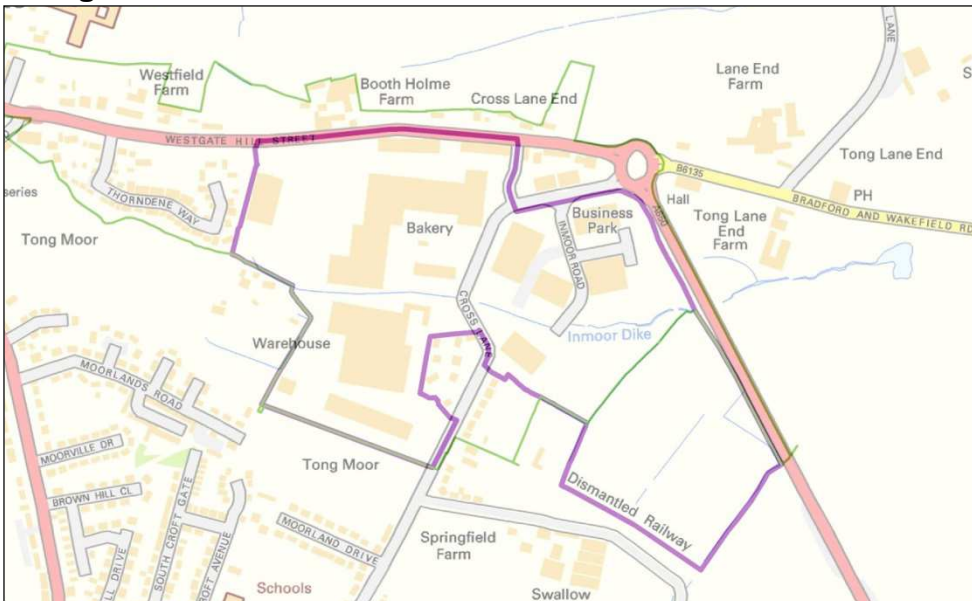 Westfield
Farm
Booth Holme
Farm
Cross Lane End
Lane End
Farm
LANE
WESTGATE HILL STREET
Tong Lane End
B6135
BRADFORD AND WAKEFIELD RD
PH
Hall
THORNDENE WAY
series
Tong Moor
Bakery
Business
Park
INMOOR ROAD
Tong Lane
End
Farm
CROSS LANE
Inmoor Dike
Warehouse
MOORLANDS ROAD
MOORVILLE DR
BROWN HILL CL
Tong Moor
Dismantled Railway
SOUTH CROFT GATE
MOORLAND DRIVE
Springfield
Farm
Schools
Swallow